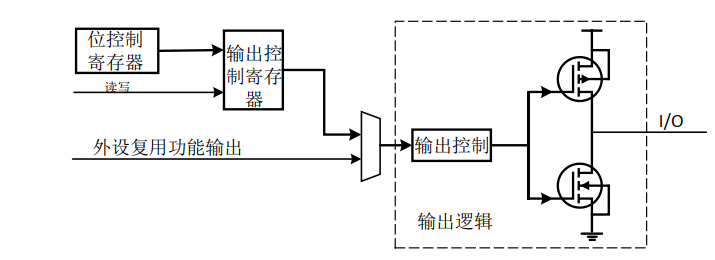 位控制
寄存器
输出控
制寄存
器
读写
外设复用功能输出
输出控制
I/O
输出逻辑